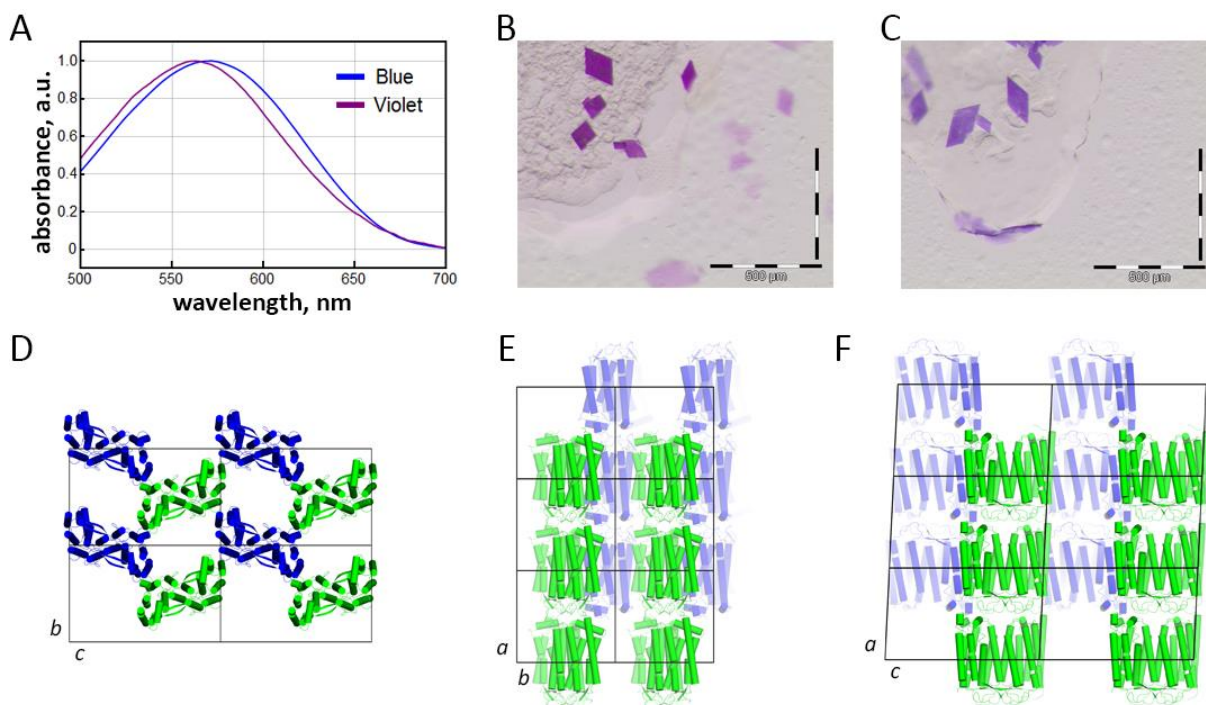 A
B
C
absorbance, a.u.
1.0
0.8
0.6
0.4
0.2
0
Blue
Violet
500
550
600
650
700
wavelength, nm
500 µm
500 µm
D
E
F
b
c
a
b
a
c